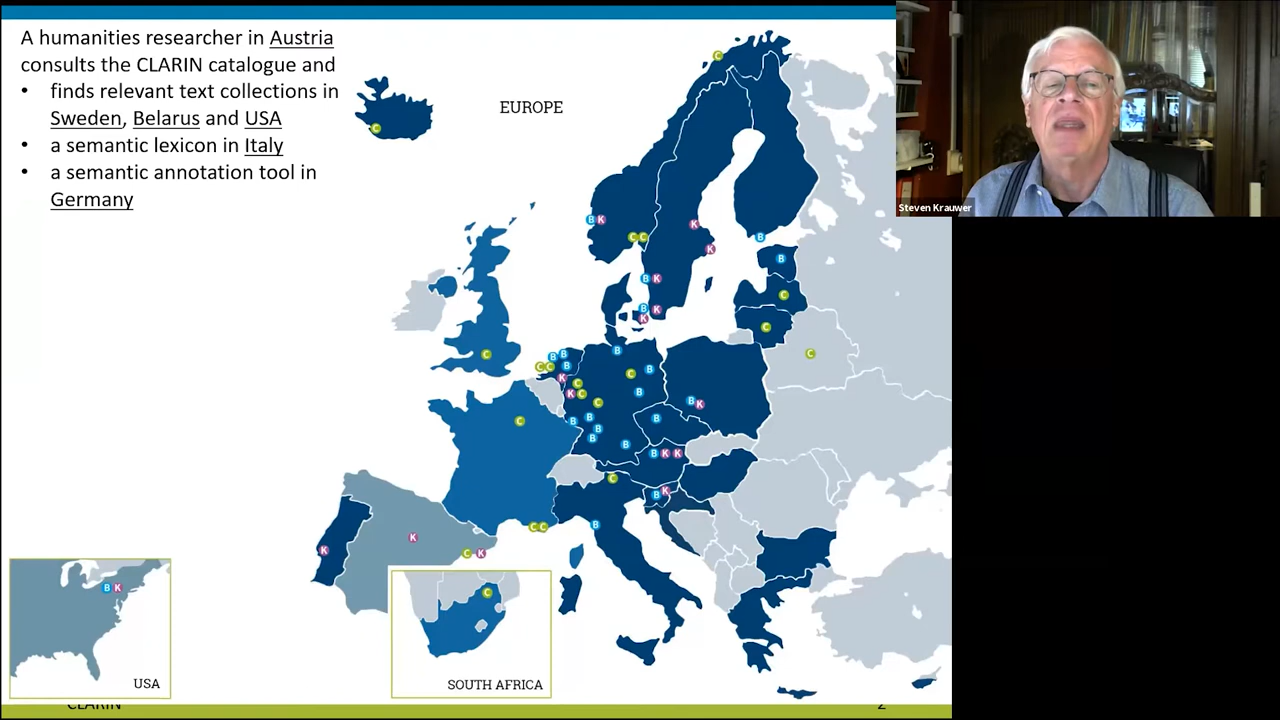 A humanities researcher in Austria
consults the CLARIN catalogue and
• finds relevant text collections in
Sweden, Belarus and USA
• a semantic lexicon in Italy
• a semantic annotation tool in
Germany
EUROPE
Steven Krauwer
USA
SOUTH AFRICA
CLARIN
2